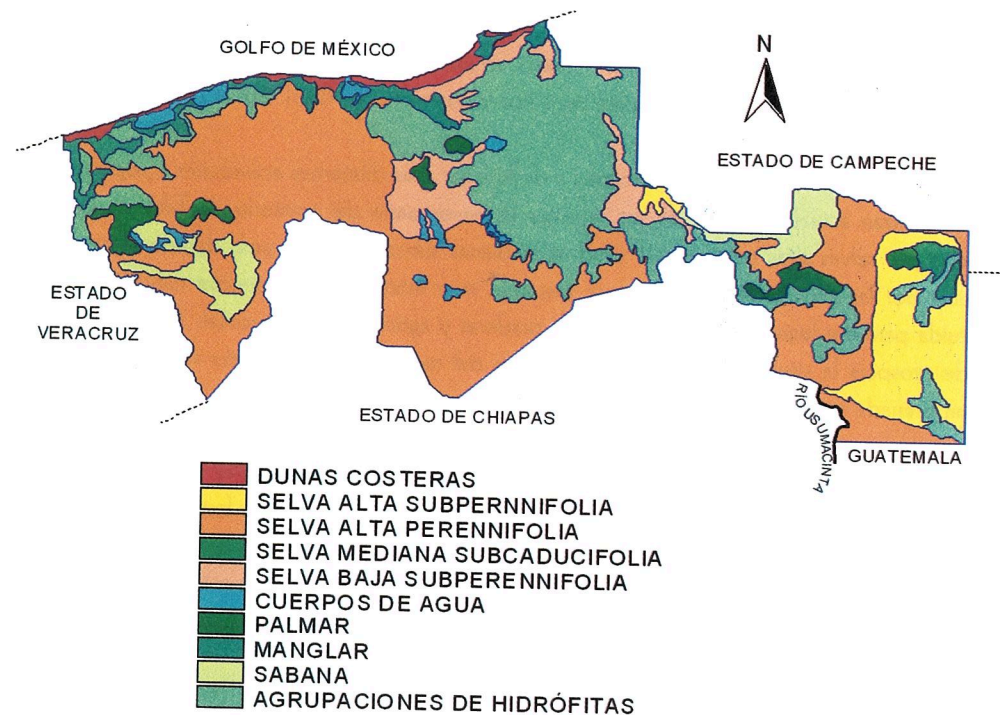 GOLFO DE MÉXICO
N
ESTADO DE CAMPECHE
ESTADO
DE
VERACRUZ
ESTADO DE CHIAPAS
RÍO USUMACINTA
GUATEMALA
DUNAS COSTERAS
SELVA ALTA SUBPERNNIFOLIA
SELVA ALTA PERENNIFOLIA
SELVA MEDIANA SUBCADUCIFOLIA
SELVA BAJA SUBPERENNIFOLIA
CUERPOS DE AGUA
PALMAR
MANGLAR
SABANA
AGRUPACIONES DE HIDRÓFITAS